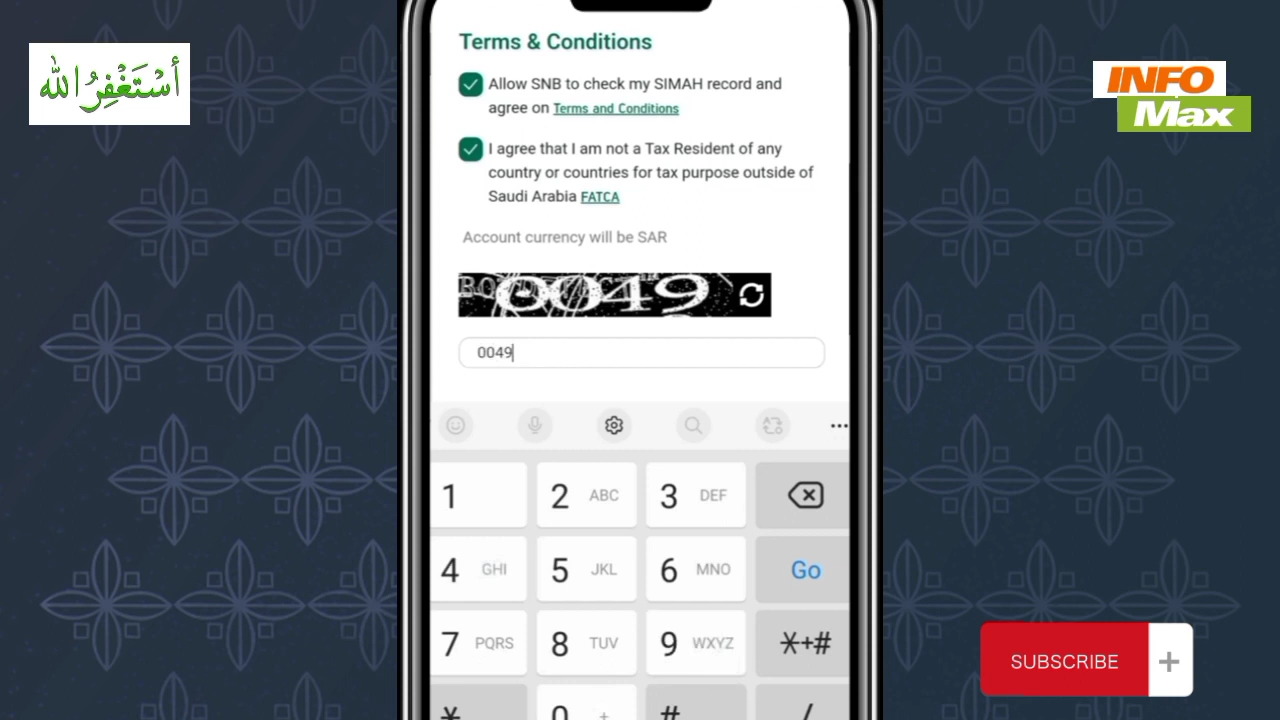 Terms & Conditions
أَسْتَغْفِرُ الله
INFO
Max
Allow SNB to check my SIMAH record and
agree on Terms and Conditions
I agree that I am not a Tax Resident of any
country or countries for tax purpose outside of
Saudi Arabia FATCA
Account currency will be SAR
0049
0049
1
2 ABC
3 DEF
4 GHI
5 JKL
6 MNO
Go
7 PQRS
8 TUV
9 WXYZ
*+#
*
0 +
#
/
SUBSCRIBE +